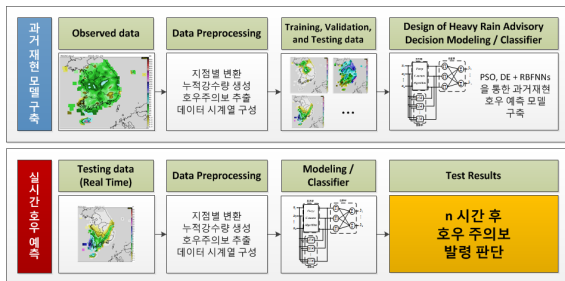 과거 재현 모델 구축
Observed data
Data Preprocessing
지점별 변환
누적강수량 생성
호우주의보 추출
데이터 시계열 구성
Training, Validation,
and Testing data
...
Design of Heavy Rain Advisory
Decision Modeling / Classifier
PSO, DE + RBFNNs
을 통한 과거재현
호우 예측 모델
구축
실시간 호우 예측
Testing data
(Real Time)
Data Preprocessing
지점별 변환
누적강수량 생성
호우주의보 추출
데이터 시계열 구성
Modeling /
Classifier
Test Results
n 시간 후
호우 주의보
발령 판단